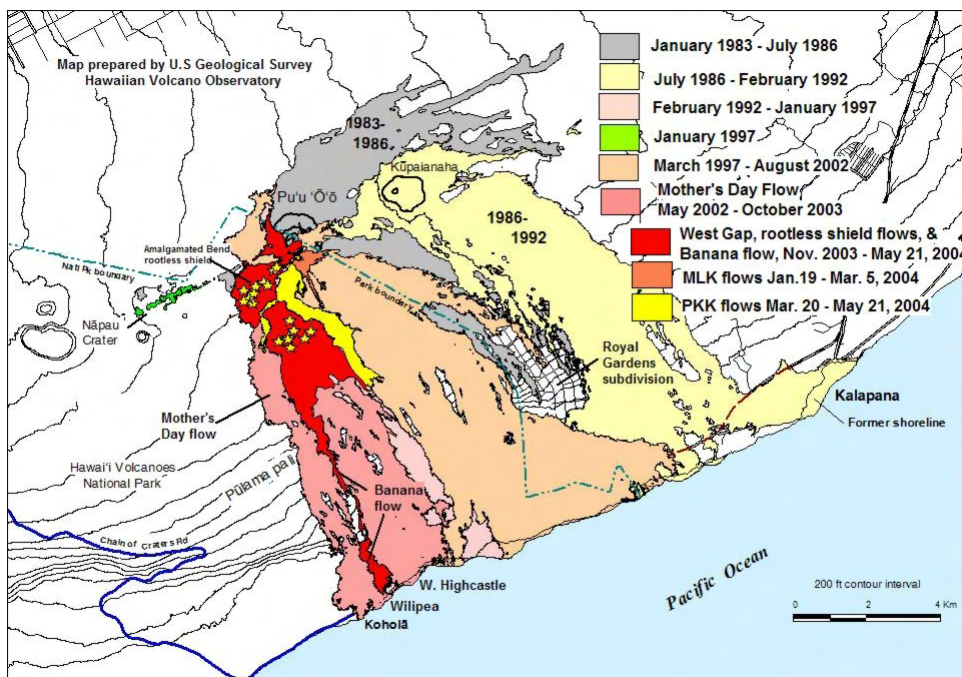 Map prepared by U.S Geological Survey
Hawaiian Volcano Observatory
January 1983 - July 1986
July 1986 - February 1992
February 1992 - January 1997
January 1997
March 1997 - August 2002
Mother's Day Flow
May 2002 - October 2003
West Gap, rootless shield flows, &
Banana flow, Nov. 2003 - May 21, 2004
MLK flows Jan.19 - Mar. 5, 2004
PKK flows Mar. 20 - May 21, 2004
1983-
1986
Kūpaianaha
Pu'u 'Ō'ō
1986-
1992
Amalgamated Bend
rootless shield
Natl Pk boundary
Park boundary
Nāpau
Crater
Royal
Gardens
subdivision
Kalapana
Former shoreline
Mother's
Day flow
Hawai'i Volcanoes
National Park
Pūlama pali
Banana
flow
Chain of Craters Rd
W. Highcastle
Wilipea
Koholā
Pacific Ocean
200 ft contour interval
0 2 4 Km